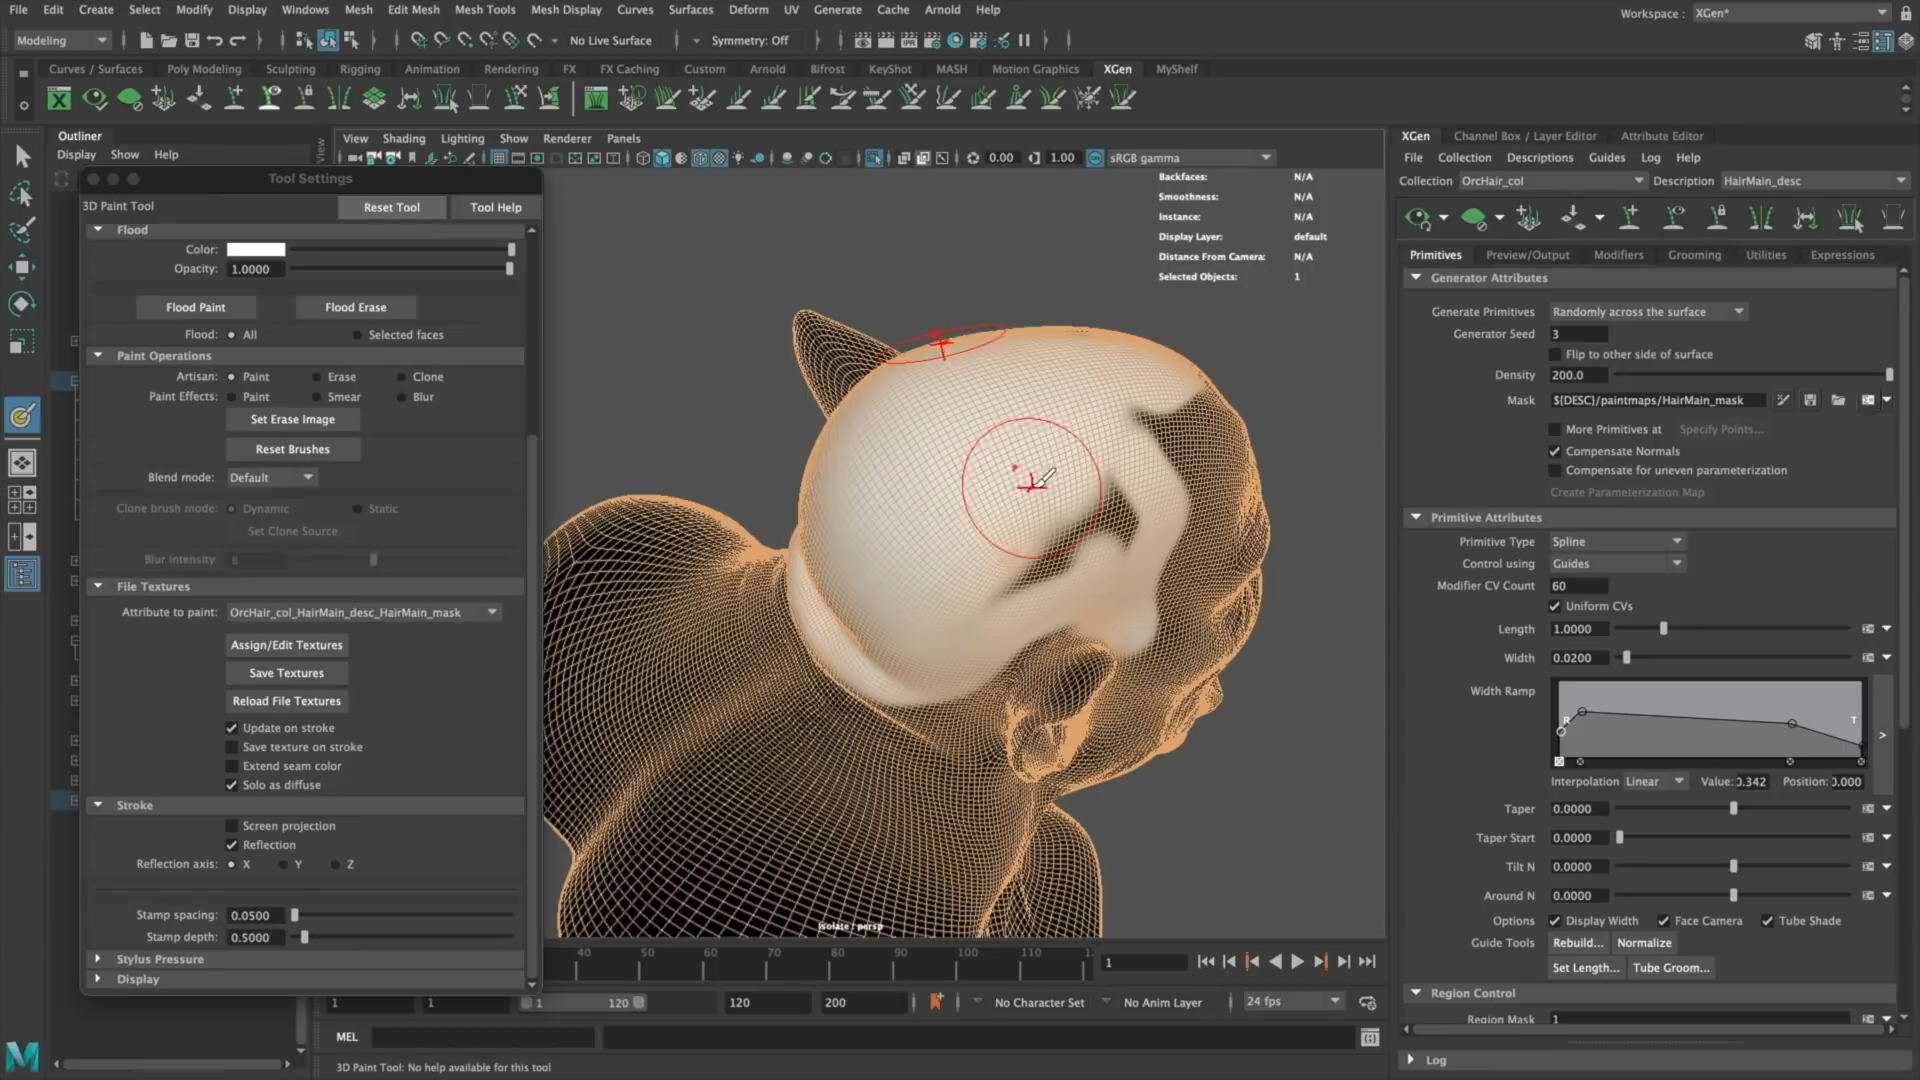 File Edit Create Select Modify Display Windows Mesh Edit Mesh Mesh Tools Mesh Display Curves Surfaces Deform UV Generate Cache Arnold Help
Workspace : XGen*
Modeling No Live Surface Symmetry: Off
Curves / Surfaces Poly Modeling Sculpting Rigging Animation Rendering FX FX Caching Custom Arnold Bifrost KeyShot MASH Motion Graphics XGen MyShelf
Outliner
Display Show Help
View Shading Lighting Show Renderer Panels
0.00 1.00 sRGB gamma
Backfaces: N/A
Smoothness: N/A
Instance: N/A
Display Layer: default
Distance From Camera: N/A
Selected Objects: 1
isolate : persp
Tool Settings
3D Paint Tool Reset Tool Tool Help
Flood
Color:
Opacity: 1.0000
Flood Paint Flood Erase
Flood: All Selected faces
Paint Operations
Artisan: Paint Erase Clone
Paint Effects: Paint Smear Blur
Set Erase Image
Reset Brushes
Blend mode: Default
Clone brush mode: Dynamic Static
Set Clone Source
Blur intensity 8
File Textures
Attribute to paint: OrcHair_col_HairMain_desc_HairMain_mask
Assign/Edit Textures
Save Textures
Reload File Textures
Update on stroke
Save texture on stroke
Extend seam color
Solo as diffuse
Stroke
Screen projection
Reflection
Reflection axis: X Y Z
Stamp spacing: 0.0500
Stamp depth: 0.5000
Stylus Pressure
Display
XGen Channel Box / Layer Editor Attribute Editor
File Collection Descriptions Guides Log Help
Collection OrcHair_col Description HairMain_desc
Primitives Preview/Output Modifiers Grooming Utilities Expressions
Generator Attributes
Generate Primitives Randomly across the surface
Generator Seed 3
Flip to other side of surface
Density 200.0
Mask ${DESC}/paintmaps/HairMain_mask
More Primitives at Specify Points...
Compensate Normals
Compensate for uneven parameterization
Create Parameterization Map
Primitive Attributes
Primitive Type Spline
Control using Guides
Modifier CV Count 60
Uniform CVs
Length 1.0000
Width 0.0200
Width Ramp
R T
>
Interpolation Linear Value: 0.342 Position: 0.000
Taper 0.0000
Taper Start 0.0000
Tilt N 0.0000
Around N 0.0000
Options Display Width Face Camera Tube Shade
Guide Tools Rebuild... Normalize
Set Length... Tube Groom...
Region Control
Region Mask 1
Log
40 50 60 70 80 90 100 110
1
1 1 1 120 120 200 No Character Set No Anim Layer 24 fps
MEL
3D Paint Tool: No help available for this tool